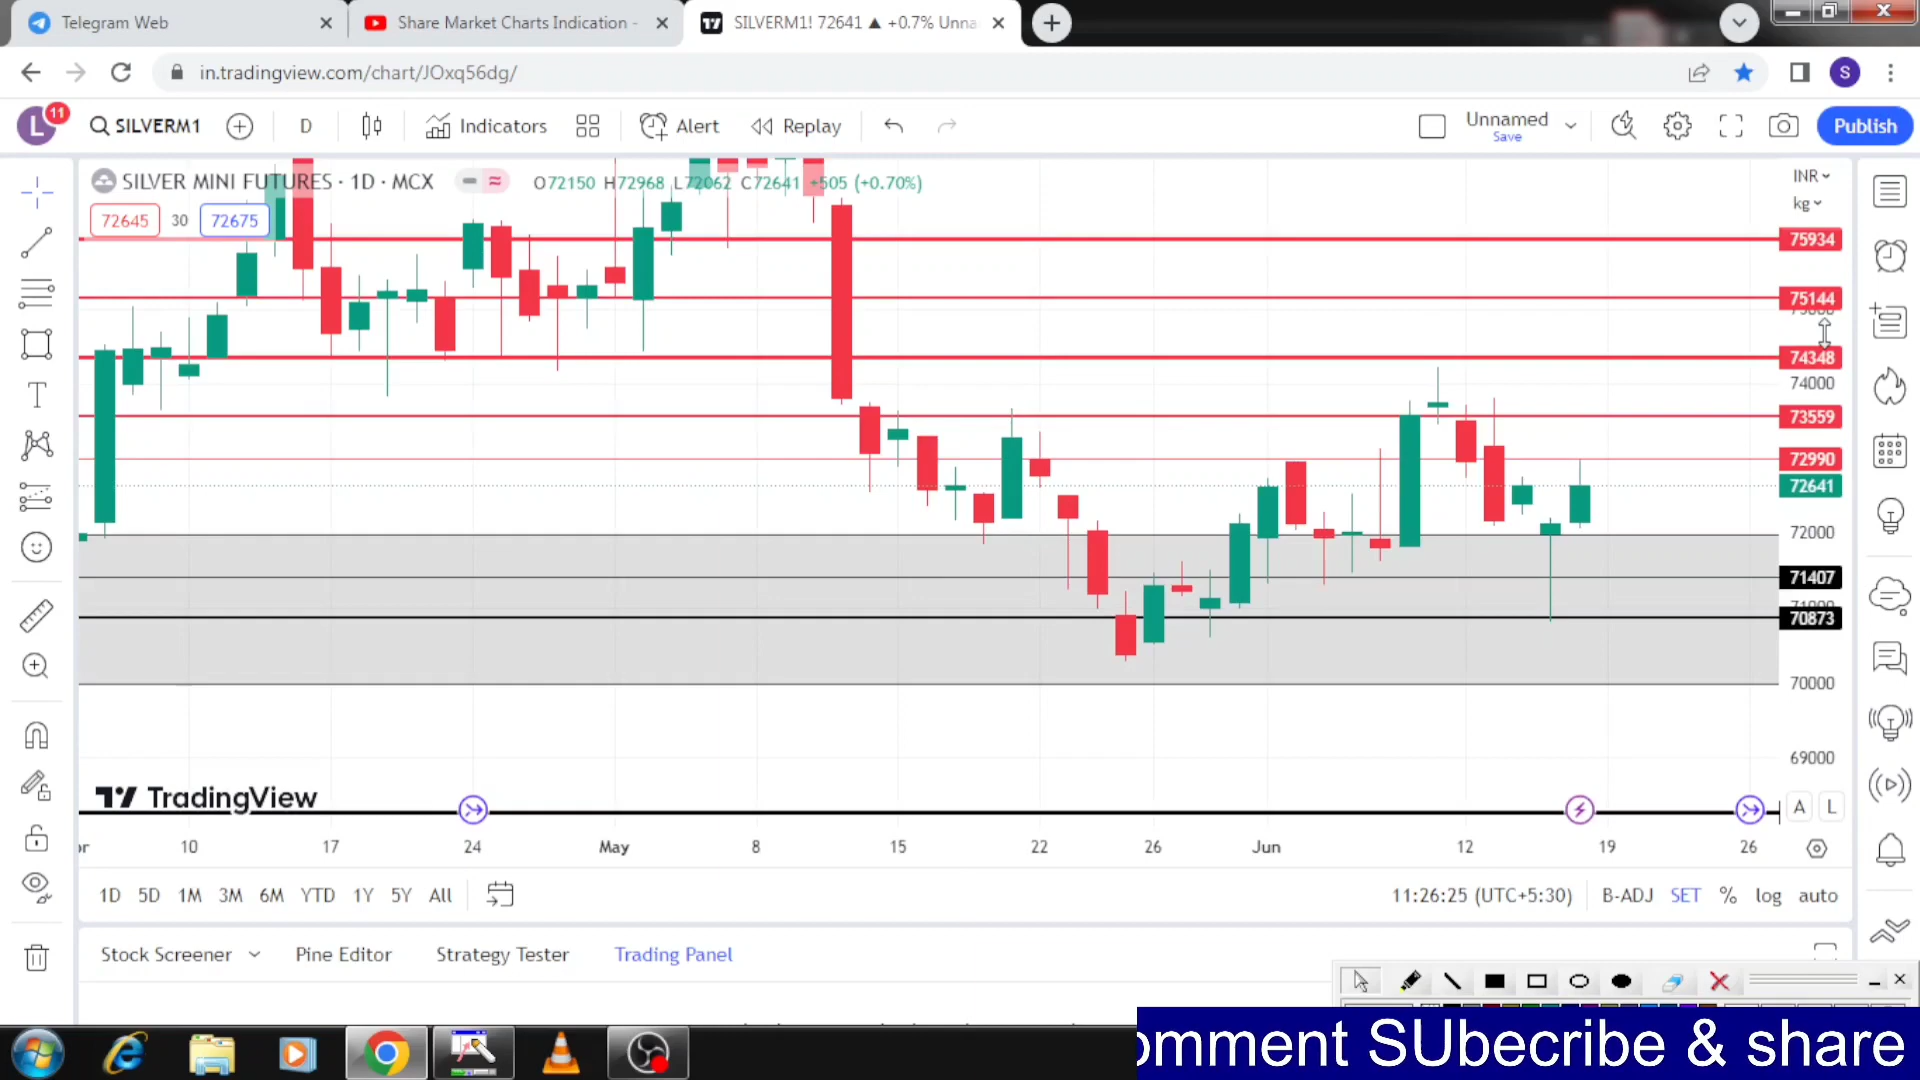 Telegram Web
Share Market Charts Indication -
SILVERM1! 72641 ▲ +0.7% Unna
in.tradingview.com/chart/JOxq56dg/
S
L
11
SILVERM1
D
Indicators
Alert
Replay
Unnamed
Save
Publish
SILVER MINI FUTURES · 1D · MCX
O72150 H72968 L72062 C72641 +505 (+0.70%)
72645
30
72675
INR
kg
75934
75144
75000
74348
74000
73559
72990
72641
72000
71407
71000
70873
70000
69000
TradingView
A
L
10
17
24
May
8
15
22
26
Jun
12
19
26
1D
5D
1M
3M
6M
YTD
1Y
5Y
All
11:26:25 (UTC+5:30)
B-ADJ
SET
%
log
auto
Stock Screener
Pine Editor
Strategy Tester
Trading Panel
omment SUbecribe & share